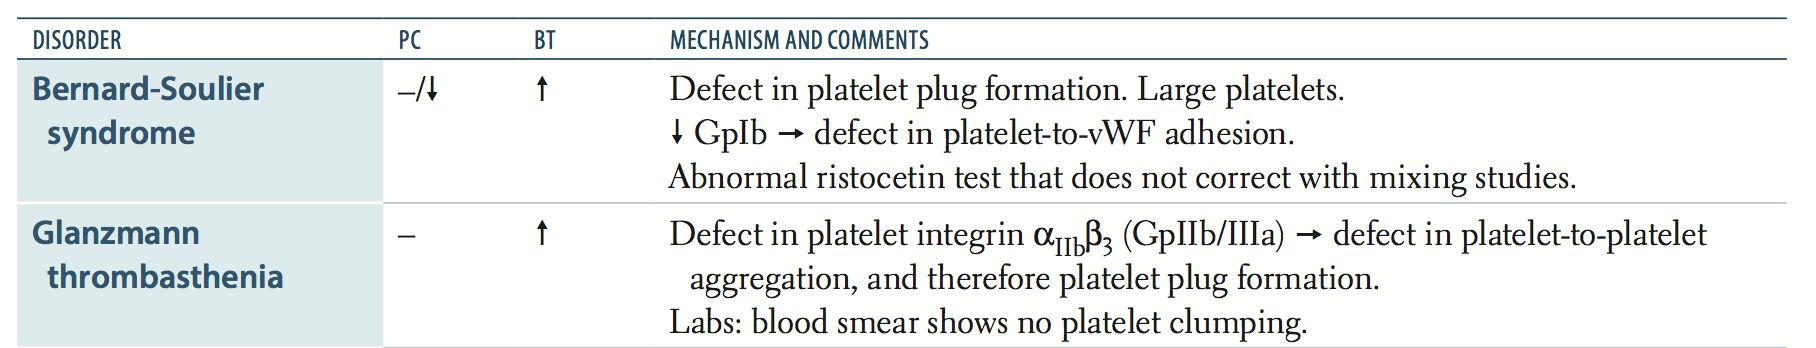 DISORDER PC BT MECHANISM AND COMMENTS
Bernard-Soulier –/↓ ↑ Defect in platelet plug formation. Large platelets.
syndrome ↓ GpIb → defect in platelet-to-vWF adhesion.
Abnormal ristocetin test that does not correct with mixing studies.
Glanzmann – ↑ Defect in platelet integrin αIIbβ3 (GpIIb/IIIa) → defect in platelet-to-platelet
thrombasthenia aggregation, and therefore platelet plug formation.
Labs: blood smear shows no platelet clumping.